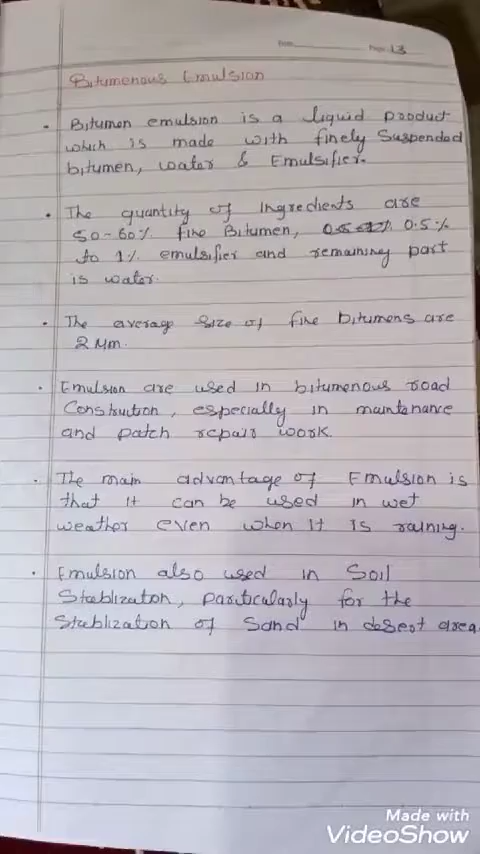 Page 13
Bitumenous Emulsion
• Bitumen emulsion is a liquid product
which is made with finely Suspended
bitumen, water & Emulsifier.
• The quantity of Ingredients are
50-60% fine Bitumen, 0.5%
to 1% emulsifier and remaining part
is water.
• The average size of fine bitumens are
2 Mm.
• Emulsion are used in bitumenous road
Construction, especially in maintenance
and patch repair work.
• The main advantage of Emulsion is
that it can be used in wet
weather even when it is raining.
• Emulsion also used in Soil
Stablization, particularly for the
Stablization of Sand in desert area
Made with
VideoShow